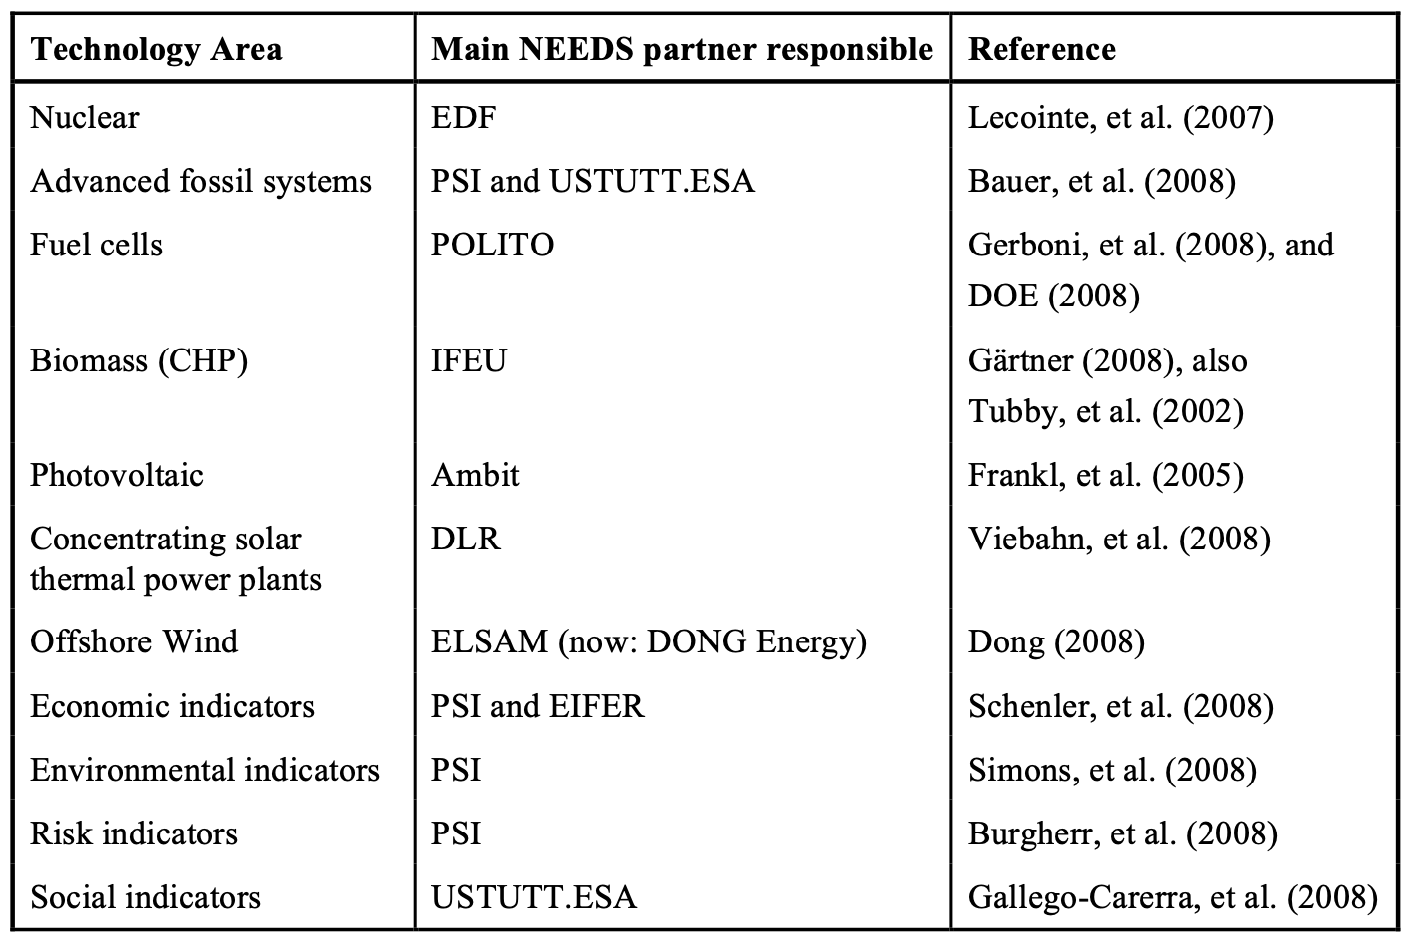 Technology Area Main NEEDS partner responsible Reference
Nuclear EDF Lecointe, et al. (2007)
Advanced fossil systems PSI and USTUTT.ESA Bauer, et al. (2008)
Fuel cells POLITO Gerboni, et al. (2008), and
DOE (2008)
Biomass (CHP) IFEU Gärtner (2008), also
Tubby, et al. (2002)
Photovoltaic Ambit Frankl, et al. (2005)
Concentrating solar DLR Viebahn, et al. (2008)
thermal power plants
Offshore Wind ELSAM (now: DONG Energy) Dong (2008)
Economic indicators PSI and EIFER Schenler, et al. (2008)
Environmental indicators PSI Simons, et al. (2008)
Risk indicators PSI Burgherr, et al. (2008)
Social indicators USTUTT.ESA Gallego-Carerra, et al. (2008)